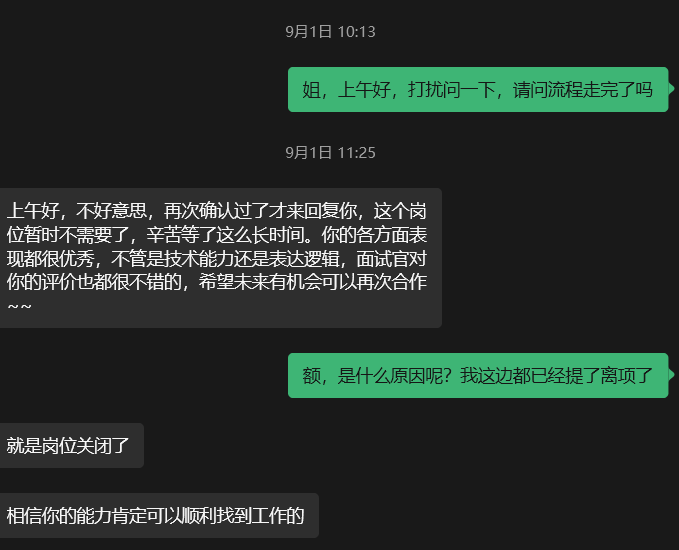 9月1日 10:13
姐，上午好，打扰问一下，请问流程走完了吗
9月1日 11:25
上午好，不好意思，再次确认过了才来回复你，这个岗
位暂时不需要了，辛苦等了这么长时间。你的各方面表
现都很优秀，不管是技术能力还是表达逻辑，面试官对
你的评价也都很不错的，希望未来有机会可以再次合作
~~
额，是什么原因呢？我这边都已经提了离项了
就是岗位关闭了
相信你的能力肯定可以顺利找到工作的